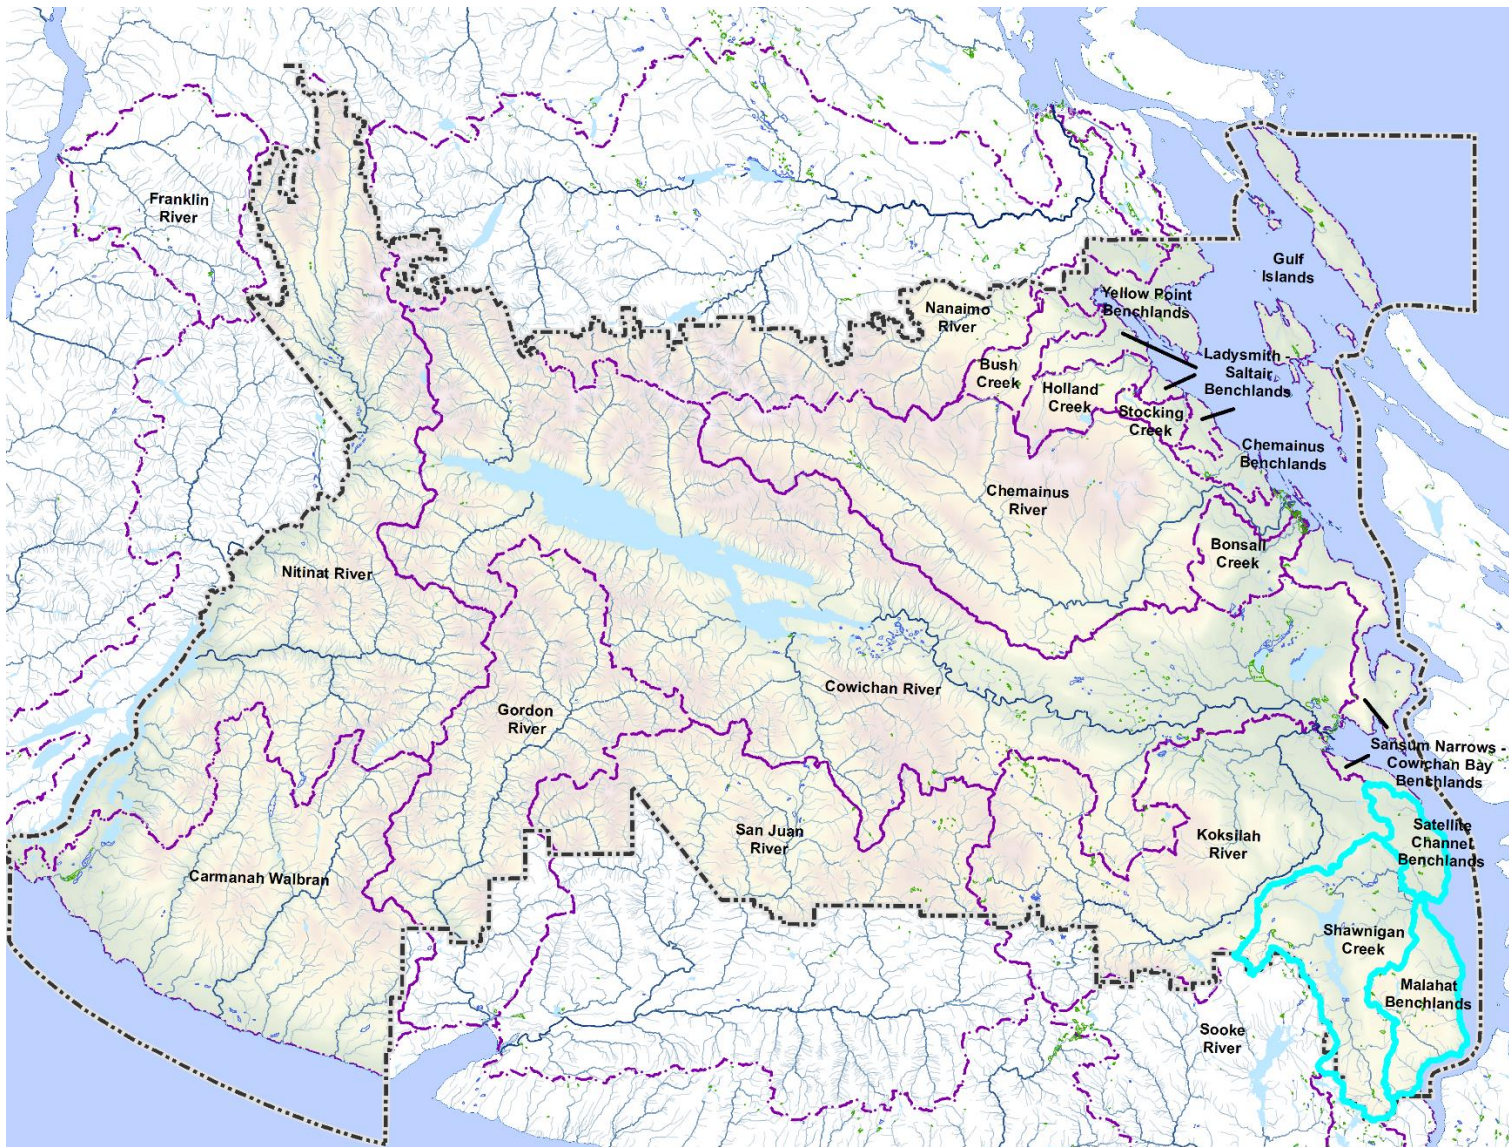 Franklin
River
Gulf
Islands
Nanaimo
River
Yellow Point
Benchlands
Ladysmith -
Saltair
Benchlands
Bush
Creek
Holland
Creek
Stocking
Creek
Chemainus
Benchlands
Chemainus
River
Bonsall
Creek
Nitinat River
Cowichan River
Gordon
River
Sansum Narrows -
Cowichan Bay
Benchlands
San Juan
River
Koksilah
River
Satellite
Channel
Benchlands
Carmanah Walbran
Shawnigan
Creek
Malahat
Benchlands
Sooke
River